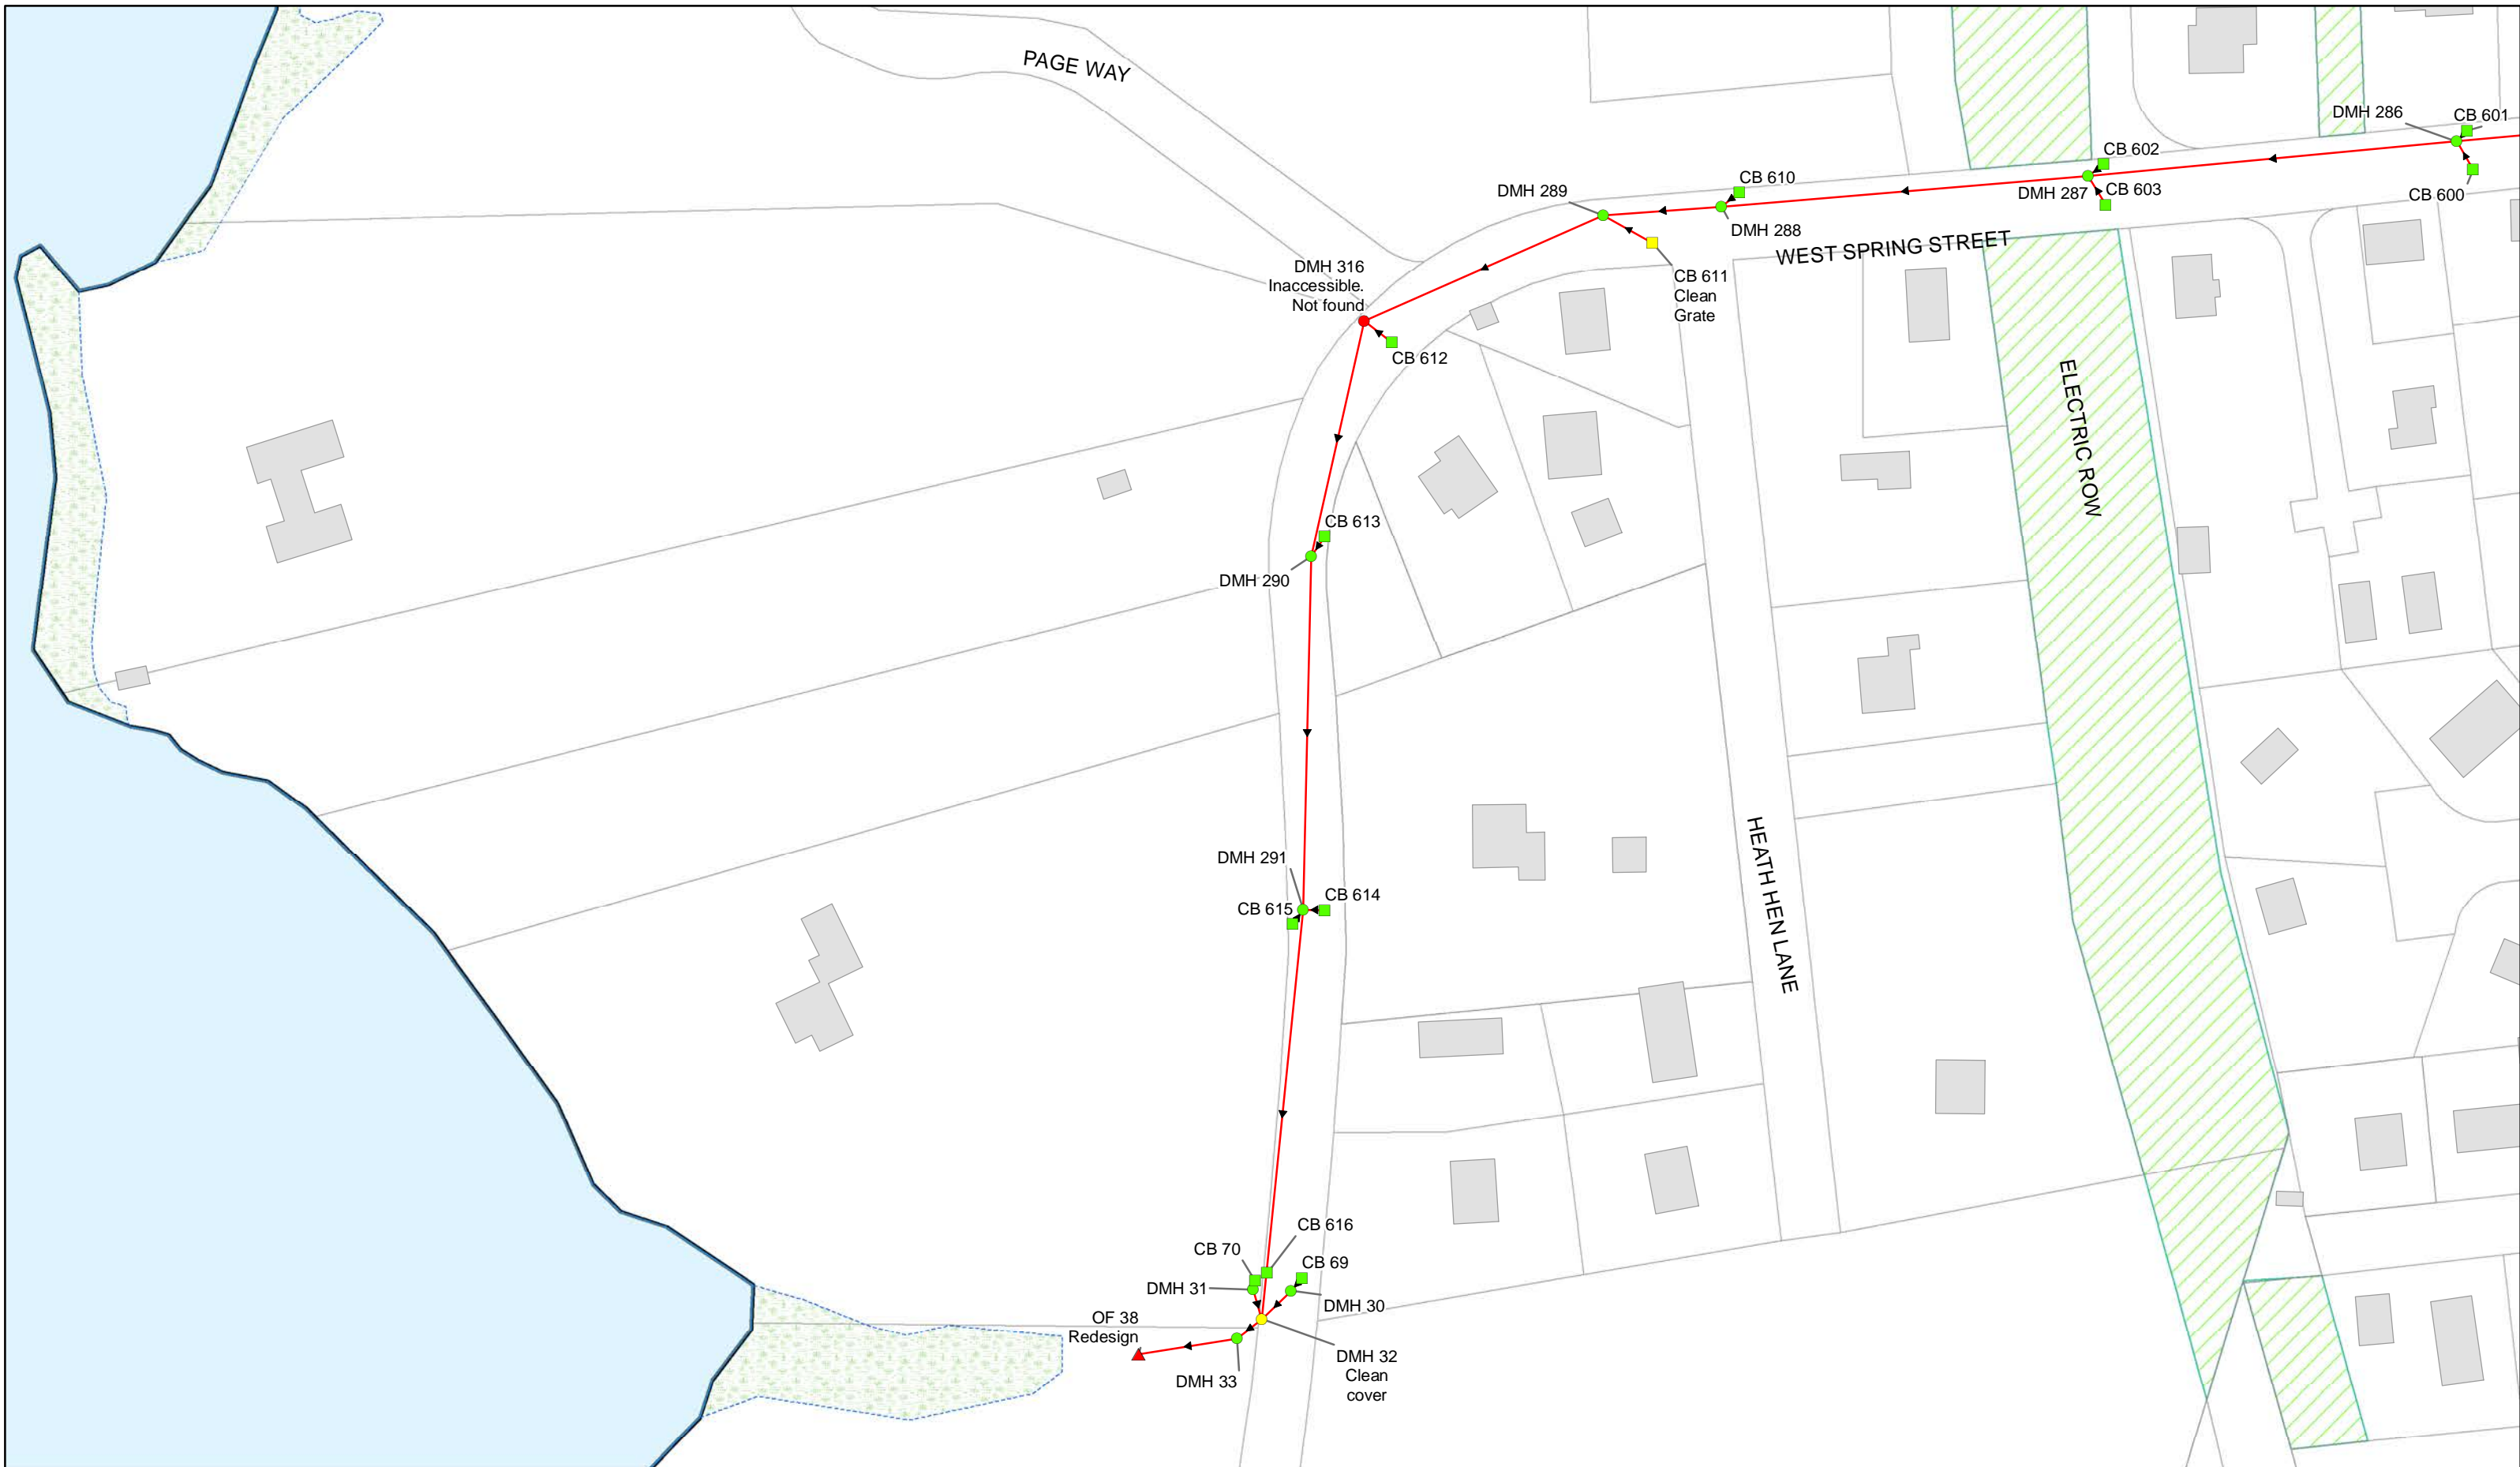 PAGE WAY
DMH 286
CB 601
CB 602
CB 610
DMH 289
DMH 287
CB 603
CB 600
DMH 288
WEST SPRING STREET
DMH 316
Inaccessible.
Not found
CB 611
Clean
Grate
CB 612
ELECTRIC ROW
CB 613
DMH 290
DMH 291
CB 614
CB 615
HEATH HEN LANE
CB 616
CB 70
CB 69
DMH 31
DMH 30
OF 38
Redesign
DMH 32
Clean
cover
DMH 33